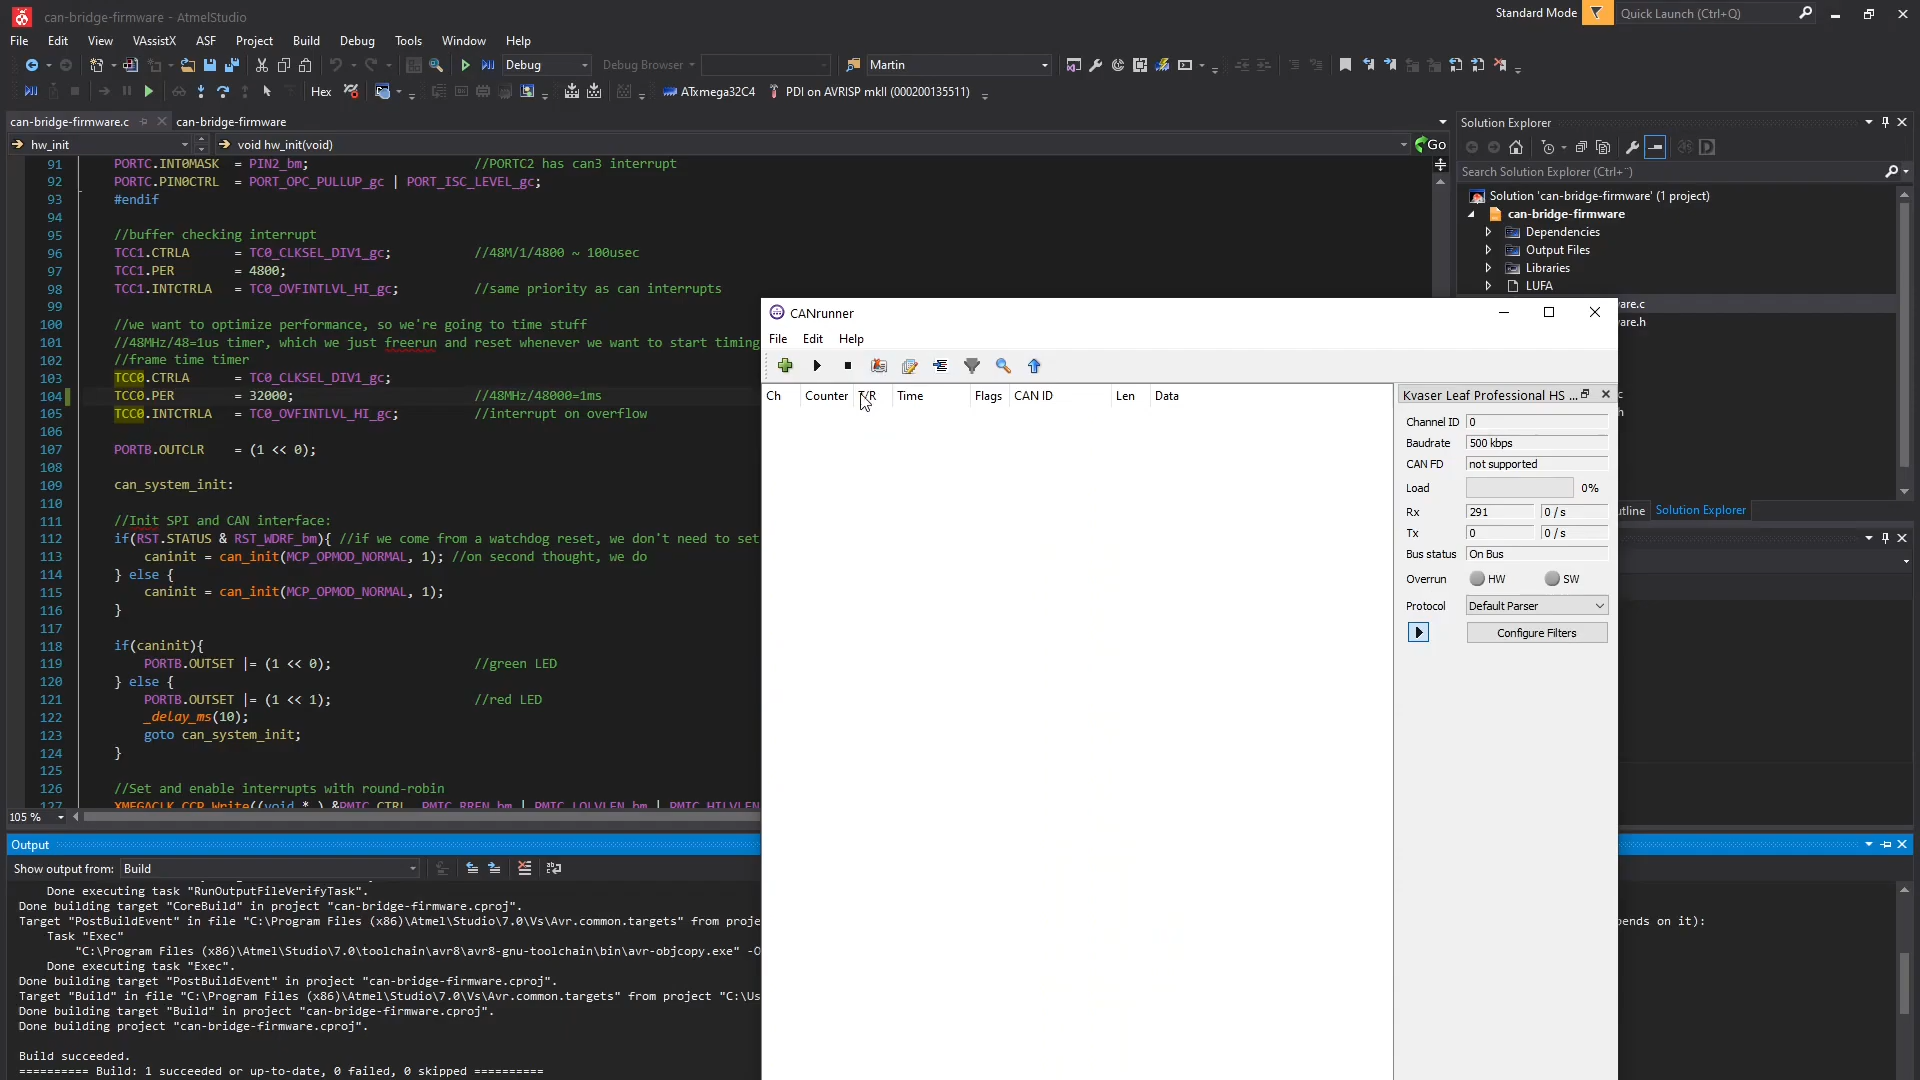 can-bridge-firmware - AtmelStudio
Standard Mode
Quick Launch (Ctrl+Q)
File Edit View VAssistX ASF Project Build Debug Tools Window Help
Debug
Debug Browser
Martin
Hex
ATxmega32C4
PDI on AVRISP mkII (000200135511)
can-bridge-firmware.c
can-bridge-firmware
hw_init
void hw_init(void)
Go
91 PORTC.INT0MASK = PIN2_bm; //PORTC2 has can3 interrupt
92 PORTC.PIN0CTRL = PORT_OPC_PULLUP_gc | PORT_ISC_LEVEL_gc;
93 #endif
94
95 //buffer checking interrupt
96 TCC1.CTRLA = TC0_CLKSEL_DIV1_gc; //48M/1/4800 ~ 100usec
97 TCC1.PER = 4800;
98 TCC1.INTCTRLA = TC0_OVFINTLVL_HI_gc; //same priority as can interrupts
99
100 //we want to optimize performance, so we're going to time stuff
101 //48MHz/48=1us timer, which we just freerun and reset whenever we want to start timing
102 //frame time timer
103 TCC0.CTRLA = TC0_CLKSEL_DIV1_gc;
104 TCC0.PER = 32000; //48MHz/48000=1ms
105 TCC0.INTCTRLA = TC0_OVFINTLVL_HI_gc; //interrupt on overflow
106
107 PORTB.OUTCLR = (1 << 0);
108
109 can_system_init:
110
111 //Init SPI and CAN interface:
112 if(RST.STATUS & RST_WDRF_bm){ //if we come from a watchdog reset, we don't need to set
113 caninit = can_init(MCP_OPMOD_NORMAL, 1); //on second thought, we do
114 } else {
115 caninit = can_init(MCP_OPMOD_NORMAL, 1);
116 }
117
118 if(caninit){
119 PORTB.OUTSET |= (1 << 0); //green LED
120 } else {
121 PORTB.OUTSET |= (1 << 1); //red LED
122 _delay_ms(10);
123 goto can_system_init;
124 }
125
126 //Set and enable interrupts with round-robin
127 XMEGACLK_CCP_Write((void * ) &PMIC.CTRL, PMIC_RREN_bm | PMIC_LOLVLEN_bm | PMIC_HILVLEN
105 %
Solution Explorer
Search Solution Explorer (Ctrl+¨)
Solution 'can-bridge-firmware' (1 project)
can-bridge-firmware
Dependencies
Output Files
Libraries
LUFA
ware.c
ware.h
utline
Solution Explorer
CANrunner
File Edit Help
Ch Counter T/R Time Flags CAN ID Len Data
Kvaser Leaf Professional HS ...
Channel ID 0
Baudrate 500 kbps
CAN FD not supported
Load 0%
Rx 291 0 / s
Tx 0 0 / s
Bus status On Bus
Overrun HW SW
Protocol Default Parser
Configure Filters
Output
Show output from: Build
Done executing task "RunOutputFileVerifyTask".
Done building target "CoreBuild" in project "can-bridge-firmware.cproj".
Target "PostBuildEvent" in file "C:\Program Files (x86)\Atmel\Studio\7.0\Vs\Avr.common.targets" from proje
pends on it):
Task "Exec"
"C:\Program Files (x86)\Atmel\Studio\7.0\toolchain\avr8\avr8-gnu-toolchain\bin\avr-objcopy.exe" -O
Done executing task "Exec".
Done building target "PostBuildEvent" in project "can-bridge-firmware.cproj".
Target "Build" in file "C:\Program Files (x86)\Atmel\Studio\7.0\Vs\Avr.common.targets" from project "C:\Us
Done building target "Build" in project "can-bridge-firmware.cproj".
Done building project "can-bridge-firmware.cproj".
Build succeeded.
========== Build: 1 succeeded or up-to-date, 0 failed, 0 skipped ==========